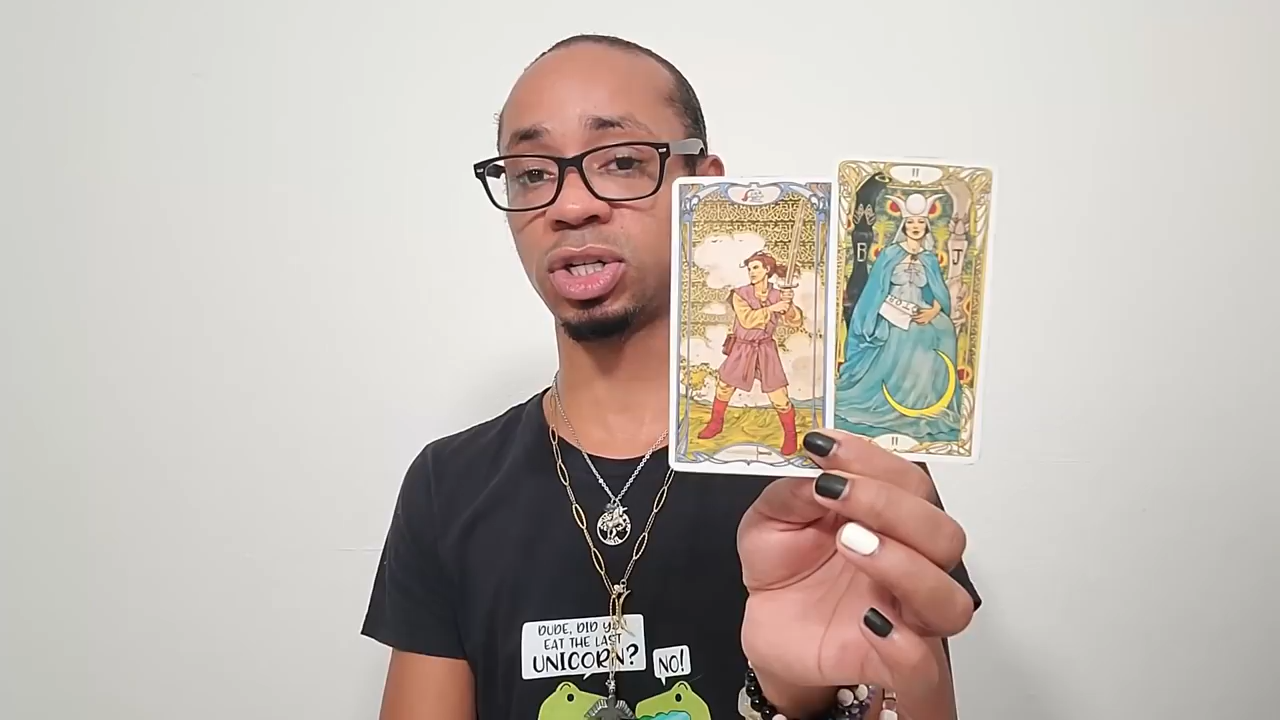 II
B
J
II
DUDE, DID YOU
EAT THE LAST
UNICORN?
NO!